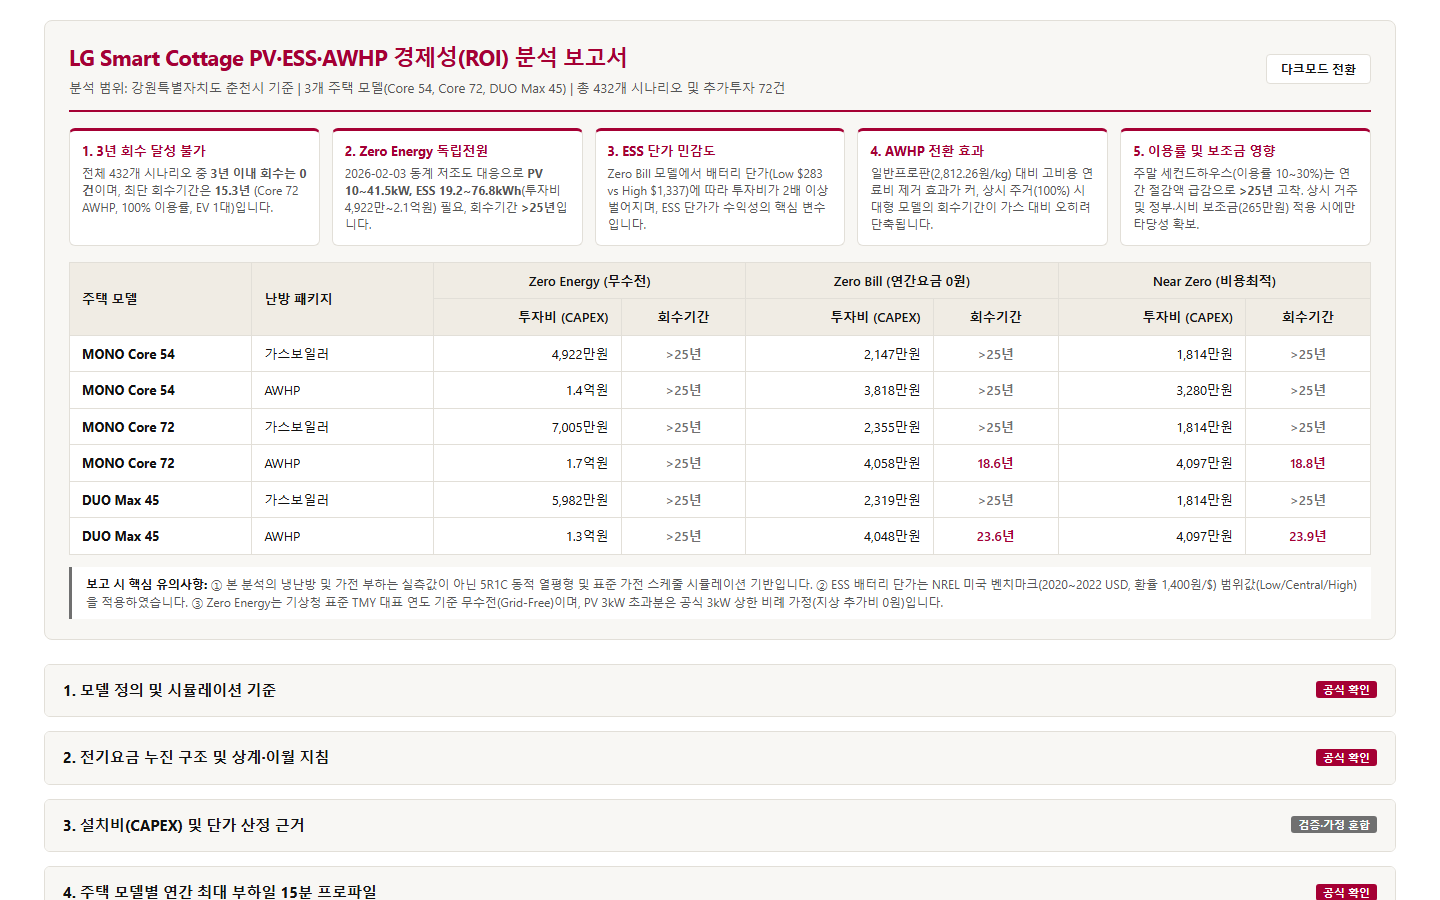 LG Smart Cottage PV·ESS·AWHP 경제성(ROI) 분석 보고서
다크모드 전환
분석 범위: 강원특별자치도 춘천시 기준 | 3개 주택 모델(Core 54, Core 72, DUO Max 45) | 총 432개 시나리오 및 추가투자 72건
1. 3년 회수 달성 불가
전체 432개 시나리오 중 3년 이내 회수는 0
건이며, 최단 회수기간은 15.3년 (Core 72
AWHP, 100% 이용률, EV 1대)입니다.
2. Zero Energy 독립전원
2026-02-03 동계 저조도 대응으로 PV
10~41.5kW, ESS 19.2~76.8kWh(투자비
4,922만~2.1억원) 필요, 회수기간 >25년입
니다.
3. ESS 단가 민감도
Zero Bill 모델에서 배터리 단가(Low $283
vs High $1,337)에 따라 투자비가 2배 이상
벌어지며, ESS 단가가 수익성의 핵심 변수
입니다.
4. AWHP 전환 효과
일반프로판(2,812.26원/kg) 대비 고비용 연
료비 제거 효과가 커, 상시 주거(100%) 시
대형 모델의 회수기간이 가스 대비 오히려
단축됩니다.
5. 이용률 및 보조금 영향
주말 세컨드하우스(이용률 10~30%)는 연
간 절감액 급감으로 >25년 고착. 상시 거주
및 정부·시비 보조금(265만원) 적용 시에만
타당성 확보.
주택 모델 난방 패키지 Zero Energy (무수전) Zero Bill (연간요금 0원) Near Zero (비용최적)
투자비 (CAPEX) 회수기간 투자비 (CAPEX) 회수기간 투자비 (CAPEX) 회수기간
MONO Core 54 가스보일러 4,922만원 >25년 2,147만원 >25년 1,814만원 >25년
MONO Core 54 AWHP 1.4억원 >25년 3,818만원 >25년 3,280만원 >25년
MONO Core 72 가스보일러 7,005만원 >25년 2,355만원 >25년 1,814만원 >25년
MONO Core 72 AWHP 1.7억원 >25년 4,058만원 18.6년 4,097만원 18.8년
DUO Max 45 가스보일러 5,982만원 >25년 2,319만원 >25년 1,814만원 >25년
DUO Max 45 AWHP 1.3억원 >25년 4,048만원 23.6년 4,097만원 23.9년
보고 시 핵심 유의사항: ① 본 분석의 냉난방 및 가전 부하는 실측값이 아닌 5R1C 동적 열평형 및 표준 가전 스케줄 시뮬레이션 기반입니다. ② ESS 배터리 단가는 NREL 미국 벤치마크(2020~2022 USD, 환율 1,400원/$) 범위값(Low/Central/High)
을 적용하였습니다. ③ Zero Energy는 기상청 표준 TMY 대표 연도 기준 무수전(Grid-Free)이며, PV 3kW 초과분은 공식 3kW 상한 비례 가정(지상 추가비 0원)입니다.
1. 모델 정의 및 시뮬레이션 기준
공식 확인
2. 전기요금 누진 구조 및 상계·이월 지침
공식 확인
3. 설치비(CAPEX) 및 단가 산정 근거
검증·가정 혼합
4. 주택 모델별 연간 최대 부하일 15분 프로파일
공식 확인